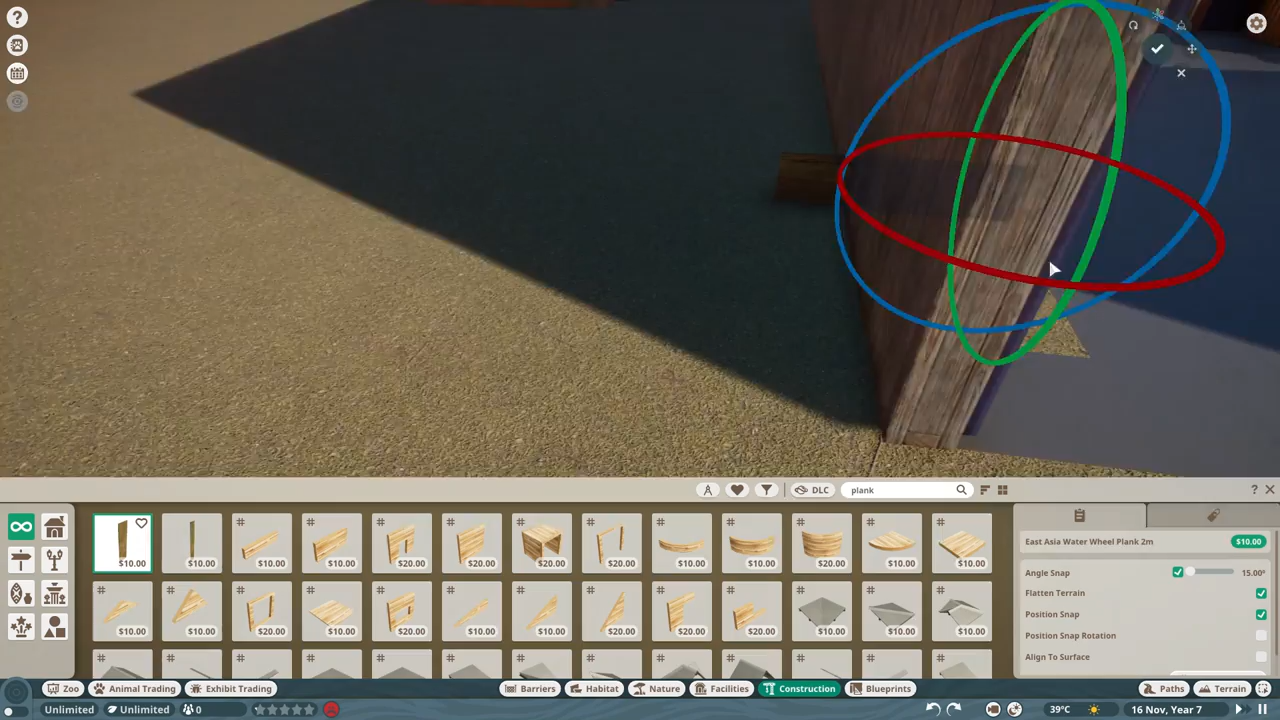 DLC
plank
?
$10.00
$10.00
$10.00
$10.00
$20.00
$20.00
$20.00
$20.00
$10.00
$10.00
$20.00
$10.00
$10.00
$10.00
$10.00
$20.00
$10.00
$20.00
$10.00
$10.00
$20.00
$20.00
$20.00
$10.00
$10.00
$10.00
East Asia Water Wheel Plank 2m
$10.00
Angle Snap
15.00°
Flatten Terrain
Position Snap
Position Snap Rotation
Align To Surface
Zoo
Animal Trading
Exhibit Trading
Barriers
Habitat
Nature
Facilities
Construction
Blueprints
Paths
Terrain
Unlimited
Unlimited
0
39°C
16 Nov, Year 7